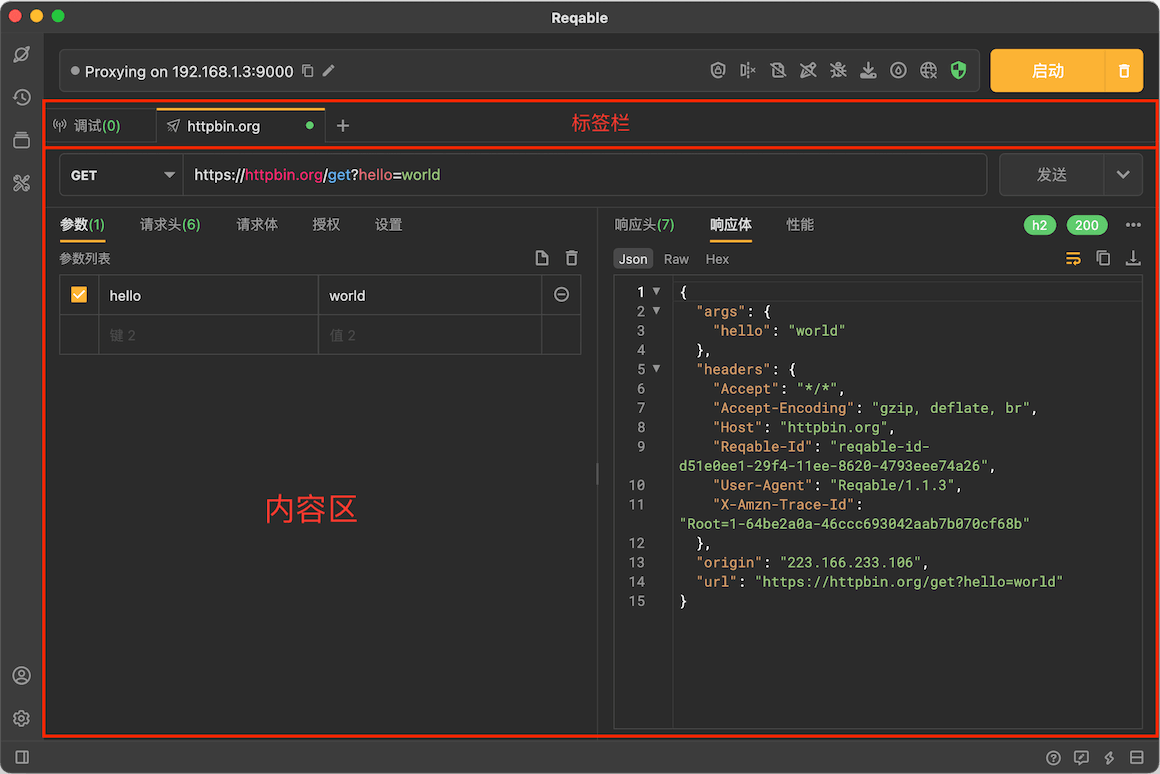 Reqable
Proxying on 192.168.1.3:9000
启动
调试(0)
httpbin.org
标签栏
GET
https://httpbin.org/get?hello=world
发送
参数(1) 请求头(6) 请求体 授权 设置
参数列表
hello world
键 2 值 2
内容区
响应头(7) 响应体 性能 h2 200
Json Raw Hex
1 {
2 "args": {
3 "hello": "world"
4 },
5 "headers": {
6 "Accept": "*/*",
7 "Accept-Encoding": "gzip, deflate, br",
8 "Host": "httpbin.org",
9 "Reqable-Id": "reqable-id-
d51e0ee1-29f4-11ee-8620-4793eee74a26",
10 "User-Agent": "Reqable/1.1.3",
11 "X-Amzn-Trace-Id":
"Root=1-64be2a0a-46ccc693042aab7b070cf68b"
12 },
13 "origin": "223.166.233.106",
14 "url": "https://httpbin.org/get?hello=world"
15 }